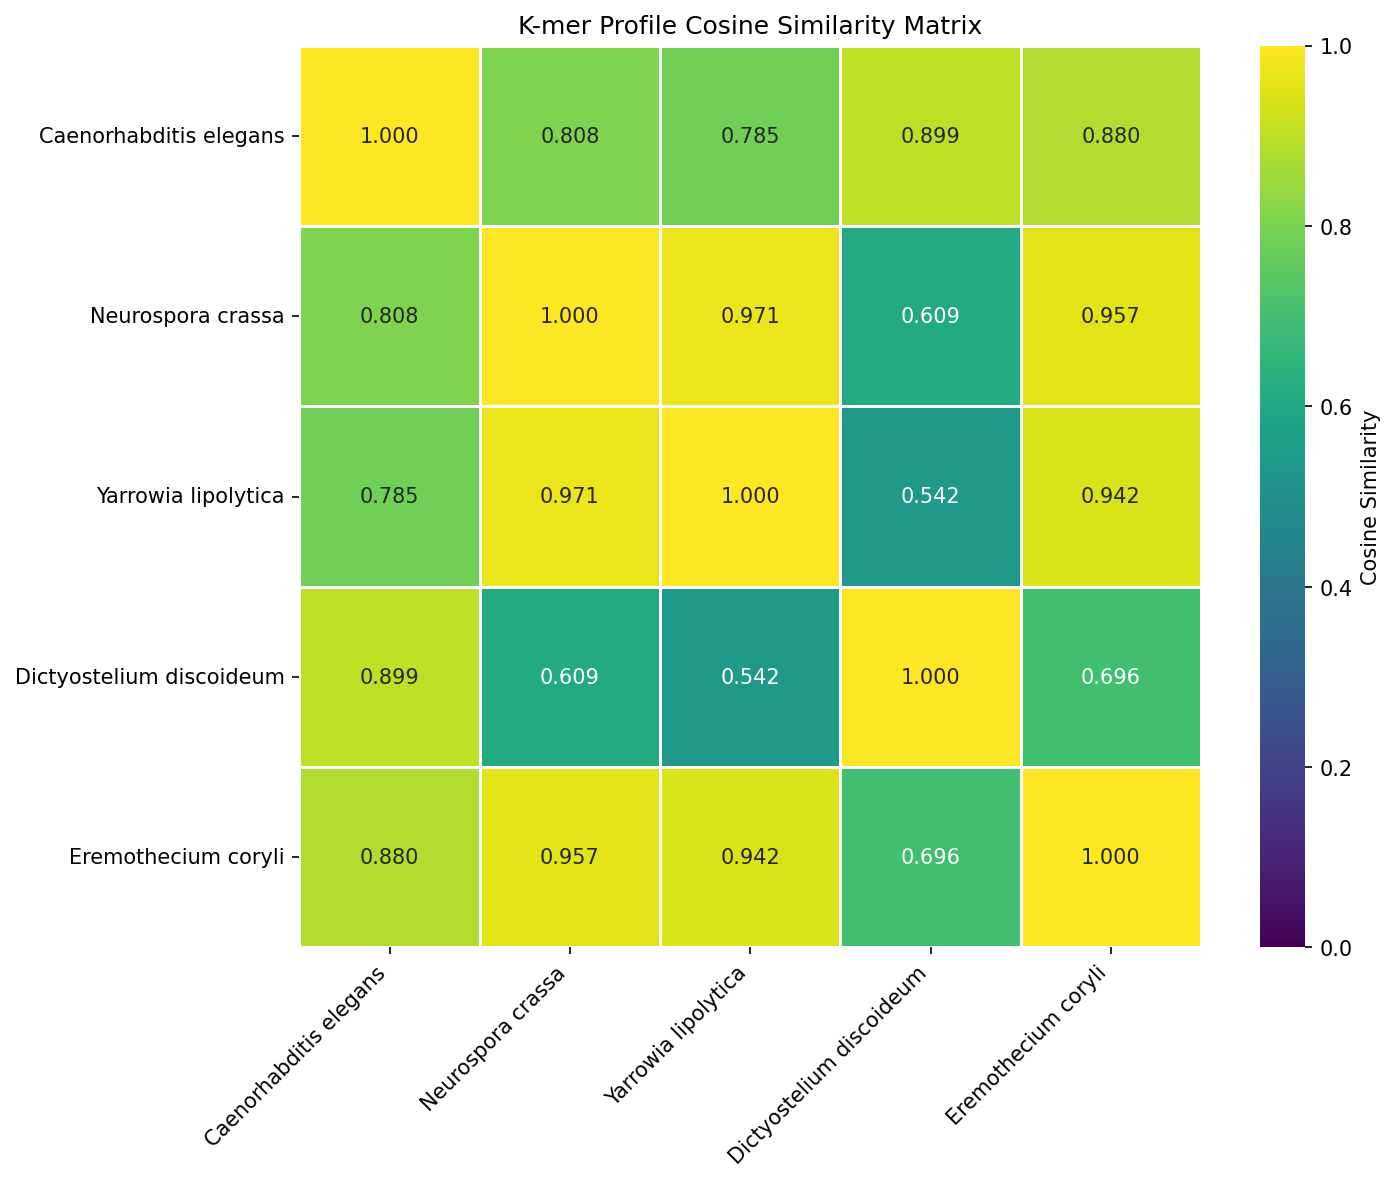 K-mer Profile Cosine Similarity Matrix
Caenorhabditis elegans 1.000 0.808 0.785 0.899 0.880
Neurospora crassa 0.808 1.000 0.971 0.609 0.957
Yarrowia lipolytica 0.785 0.971 1.000 0.542 0.942
Dictyostelium discoideum 0.899 0.609 0.542 1.000 0.696
Eremothecium coryli 0.880 0.957 0.942 0.696 1.000
Caenorhabditis elegans
Neurospora crassa
Yarrowia lipolytica
Dictyostelium discoideum
Eremothecium coryli
1.0
0.8
0.6
0.4
0.2
0.0
Cosine Similarity